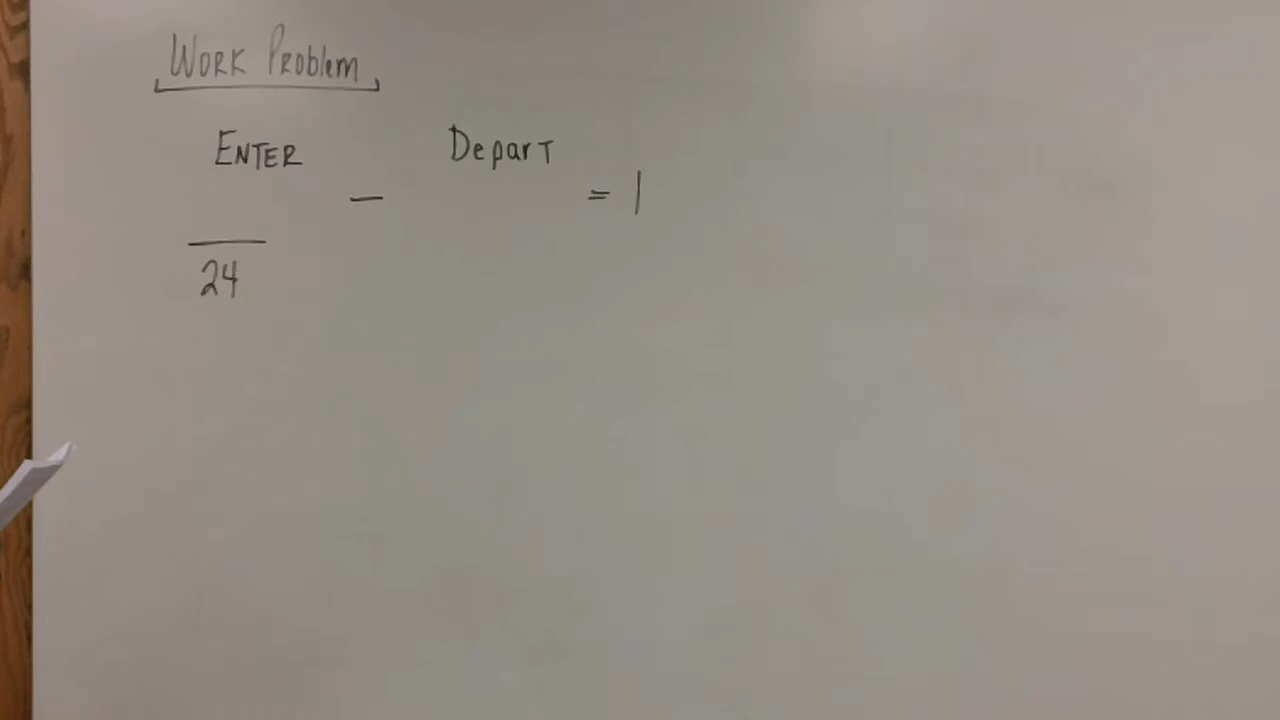 Work Problem
ENTER Depart
— = 1
24